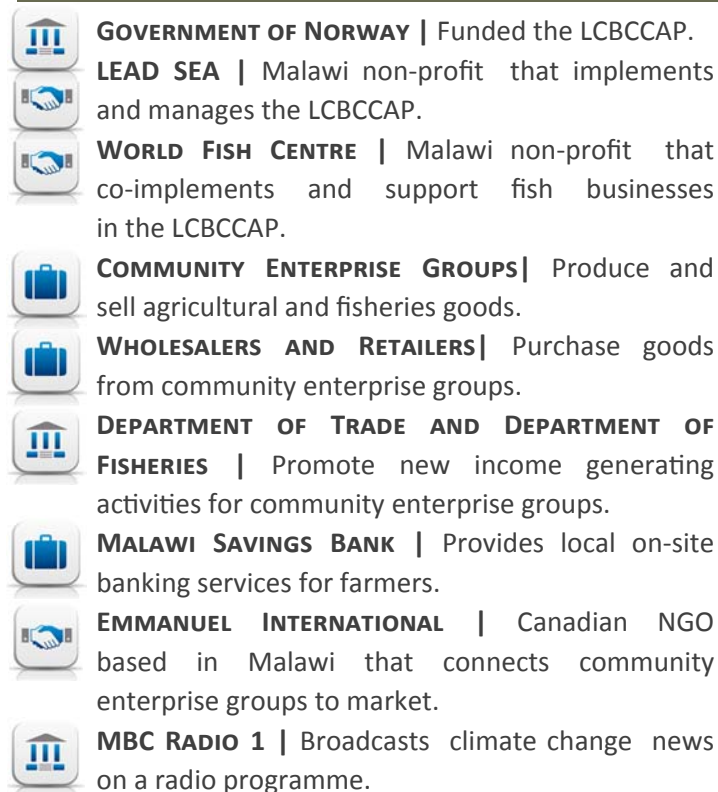 GOVERNMENT OF NORWAY | Funded the LCBCCAP.
LEAD SEA | Malawi non-profit that implements
and manages the LCBCCAP.
WORLD FISH CENTRE | Malawi non-profit that
co-implements and support fish businesses
in the LCBCCAP.
COMMUNITY ENTERPRISE GROUPS| Produce and
sell agricultural and fisheries goods.
WHOLESALERS AND RETAILERS| Purchase goods
from community enterprise groups.
DEPARTMENT OF TRADE AND DEPARTMENT OF
FISHERIES | Promote new income generating
activities for community enterprise groups.
MALAWI SAVINGS BANK | Provides local on-site
banking services for farmers.
EMMANUEL INTERNATIONAL | Canadian NGO
based in Malawi that connects community
enterprise groups to market.
MBC RADIO 1 | Broadcasts climate change news
on a radio programme.